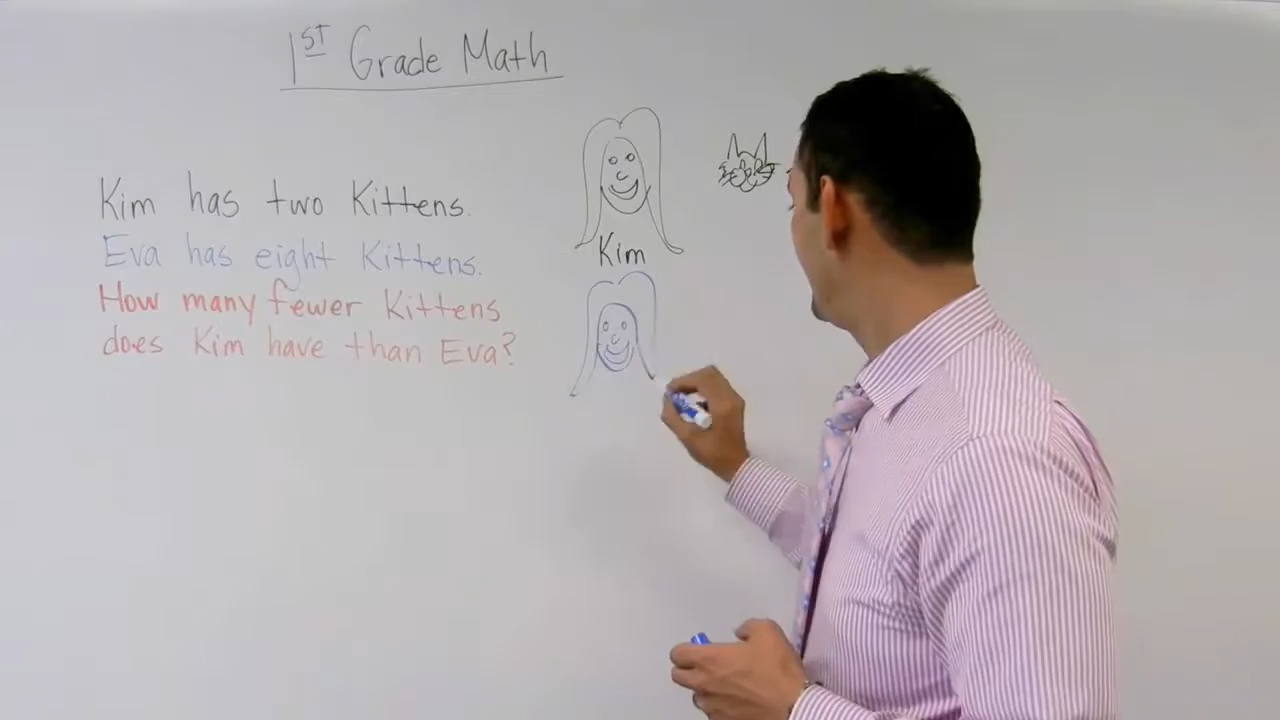 1ST Grade Math
Kim has two Kittens.
Eva has eight Kittens.
How many fewer Kittens
does Kim have than Eva?
Kim